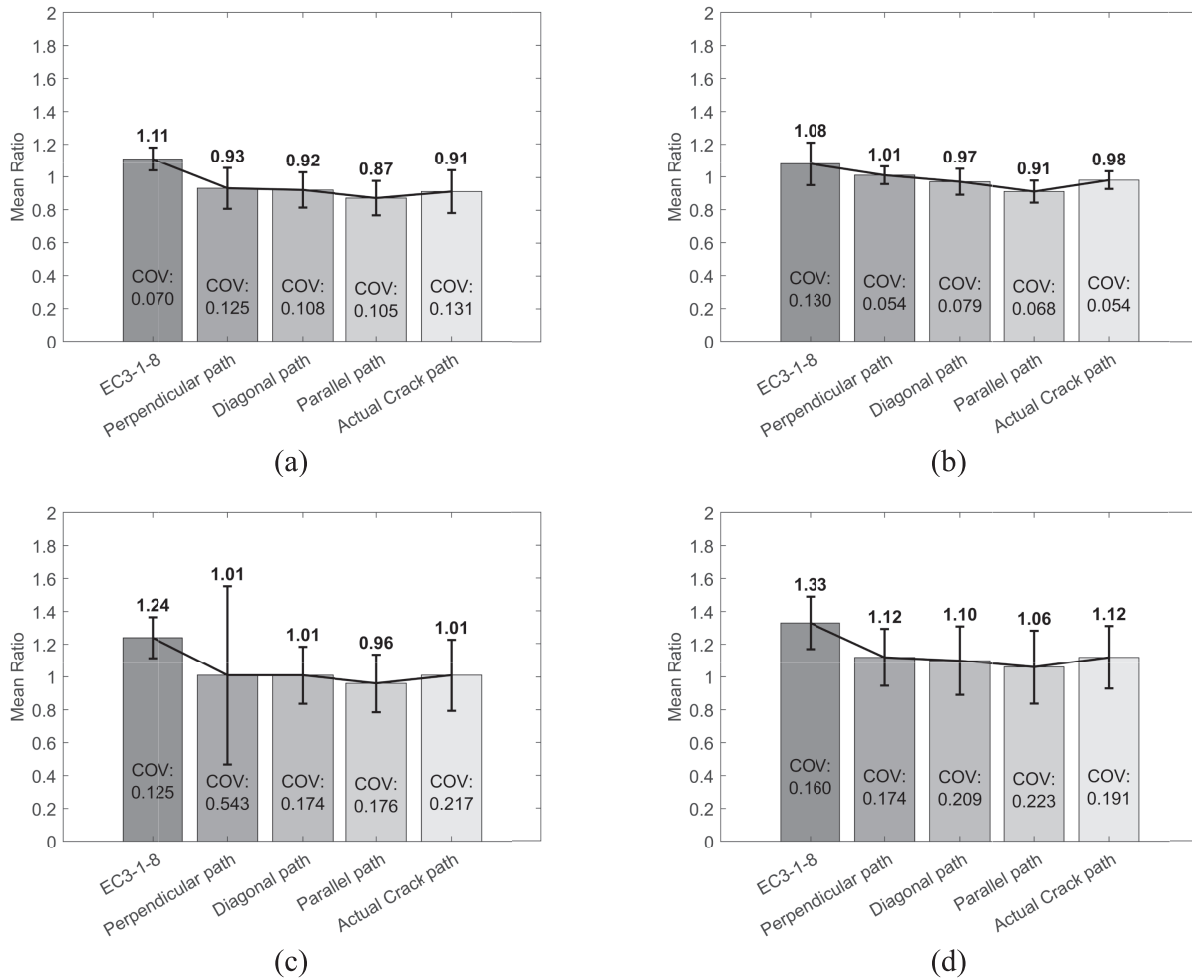 2
1.8
1.6
1.4
1.2
1
0.8
0.6
0.4
0.2
0
Mean Ratio
1.11
0.93
0.92
0.87
0.91
COV:
0.070
COV:
0.125
COV:
0.108
COV:
0.105
COV:
0.131
EC3-1-8
Perpendicular path
Diagonal path
Parallel path
Actual Crack path
(a)
2
1.8
1.6
1.4
1.2
1
0.8
0.6
0.4
0.2
0
Mean Ratio
1.08
1.01
0.97
0.91
0.98
COV:
0.130
COV:
0.054
COV:
0.079
COV:
0.068
COV:
0.054
EC3-1-8
Perpendicular path
Diagonal path
Parallel path
Actual Crack path
(b)
2
1.8
1.6
1.4
1.2
1
0.8
0.6
0.4
0.2
0
Mean Ratio
1.24
1.01
1.01
0.96
1.01
COV:
0.125
COV:
0.543
COV:
0.174
COV:
0.176
COV:
0.217
EC3-1-8
Perpendicular path
Diagonal path
Parallel path
Actual Crack path
(c)
2
1.8
1.6
1.4
1.2
1
0.8
0.6
0.4
0.2
0
Mean Ratio
1.33
1.12
1.10
1.06
1.12
COV:
0.160
COV:
0.174
COV:
0.209
COV:
0.223
COV:
0.191
EC3-1-8
Perpendicular path
Diagonal path
Parallel path
Actual Crack path
(d)